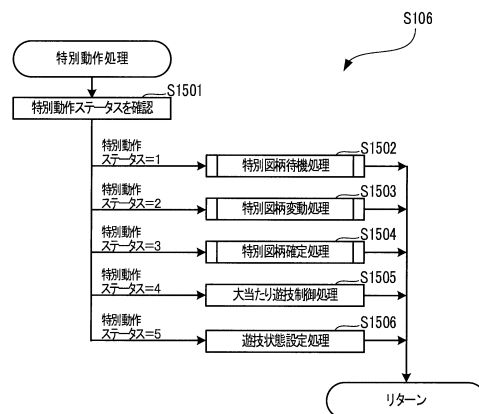 S106
特別動作処理
S1501
特別動作ステータスを確認
特別動作
ステータス=1
S1502
特別図柄待機処理
特別動作
ステータス=2
S1503
特別図柄変動処理
特別動作
ステータス=3
S1504
特別図柄確定処理
特別動作
ステータス=4
S1505
大当たり遊技制御処理
特別動作
ステータス=5
S1506
遊技状態設定処理
リターン